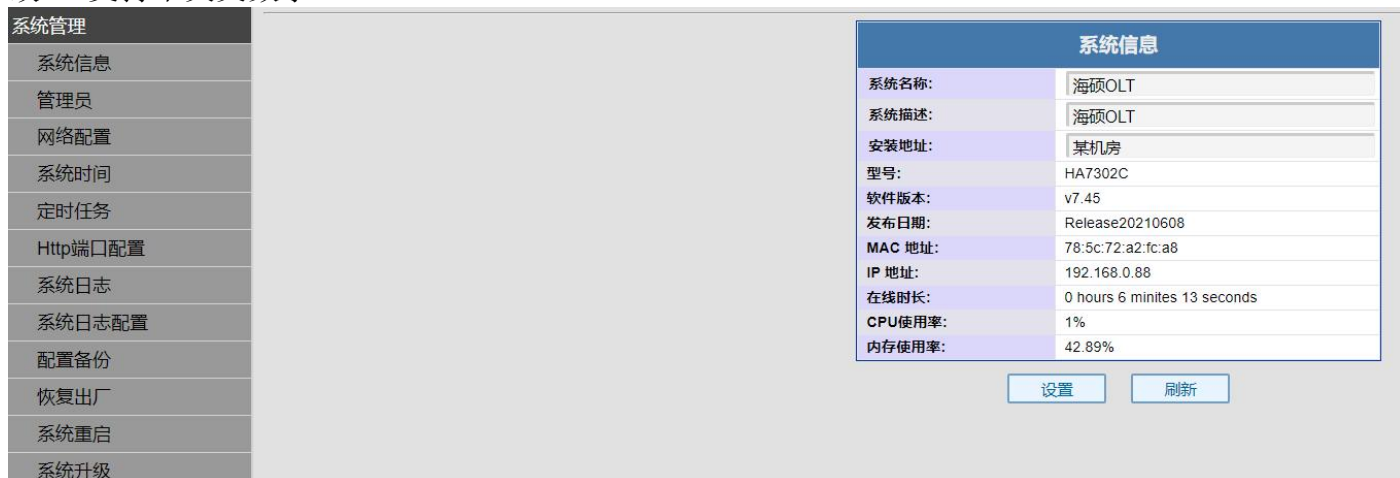 系统管理
系统信息
管理员
网络配置
系统时间
定时任务
Http端口配置
系统日志
系统日志配置
配置备份
恢复出厂
系统重启
系统升级
系统信息
系统名称: 海硕OLT
系统描述: 海硕OLT
安装地址: 某机房
型号: HA7302C
软件版本: v7.45
发布日期: Release20210608
MAC 地址: 78:5c:72:a2:fc:a8
IP 地址: 192.168.0.88
在线时长: 0 hours 6 minites 13 seconds
CPU使用率: 1%
内存使用率: 42.89%
设置 刷新